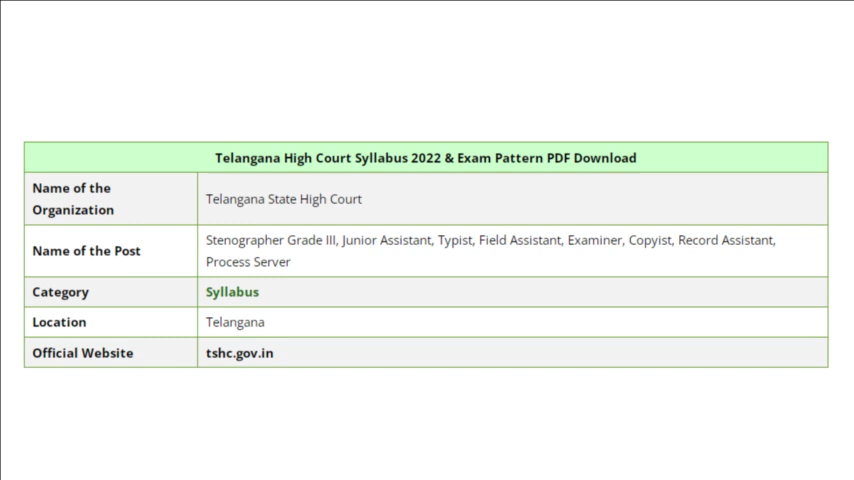 Telangana High Court Syllabus 2022 & Exam Pattern PDF Download
Name of the
Organization
Telangana State High Court
Name of the Post
Stenographer Grade III, Junior Assistant, Typist, Field Assistant, Examiner, Copyist, Record Assistant,
Process Server
Category
Syllabus
Location
Telangana
Official Website
tshc.gov.in